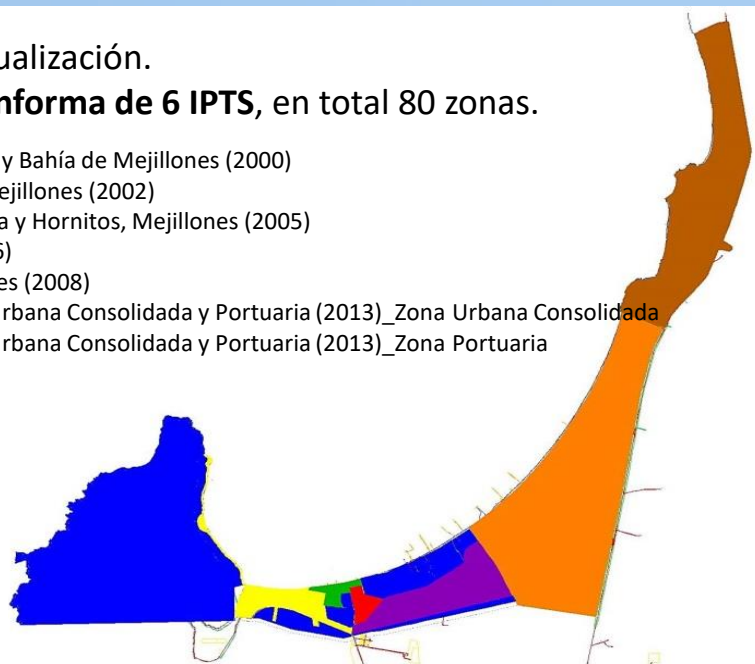 ualización.
nforma de 6 IPTS, en total 80 zonas.
y Bahía de Mejillones (2000)
ejillones (2002)
a y Hornitos, Mejillones (2005)
6)
es (2008)
rbana Consolidada y Portuaria (2013)_Zona Urbana Consolidada
rbana Consolidada y Portuaria (2013)_Zona Portuaria